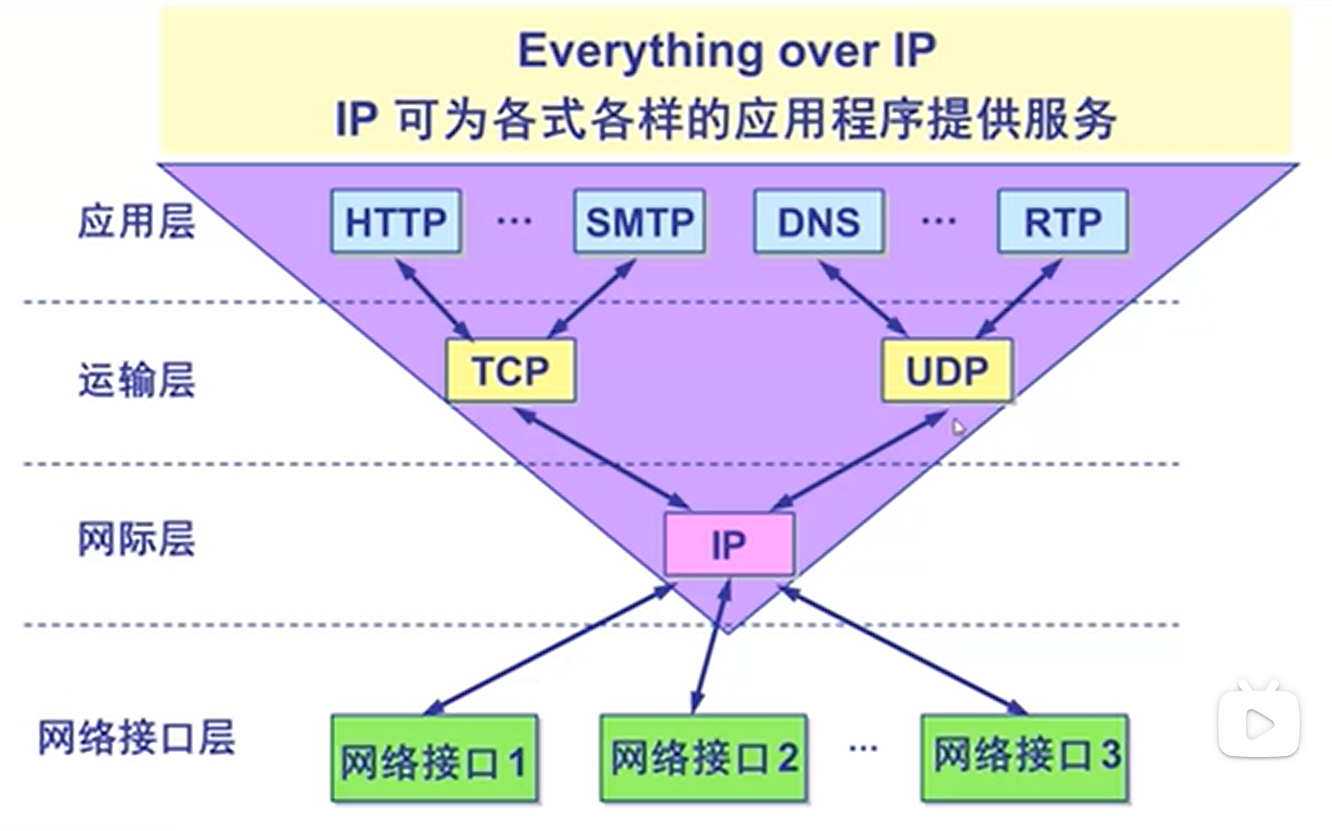 Everything over IP
IP 可为各式各样的应用程序提供服务
应用层
HTTP
...
SMTP
DNS
...
RTP
运输层
TCP
UDP
网际层
IP
网络接口层
网络接口 1
网络接口 2
...
网络接口 3